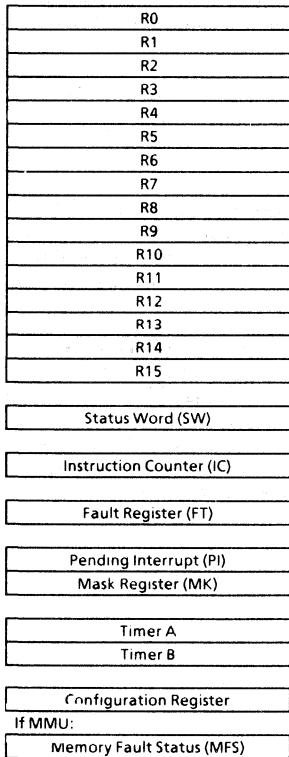 R0
R1
R2
R3
R4
R5
R6
R7
R8
R9
R10
R11
R12
R13
R14
R15
Status Word (SW)
Instruction Counter (IC)
Fault Register (FT)
Pending Interrupt (PI)
Mask Register (MK)
Timer A
Timer B
Configuration Register
If MMU:
Memory Fault Status (MFS)